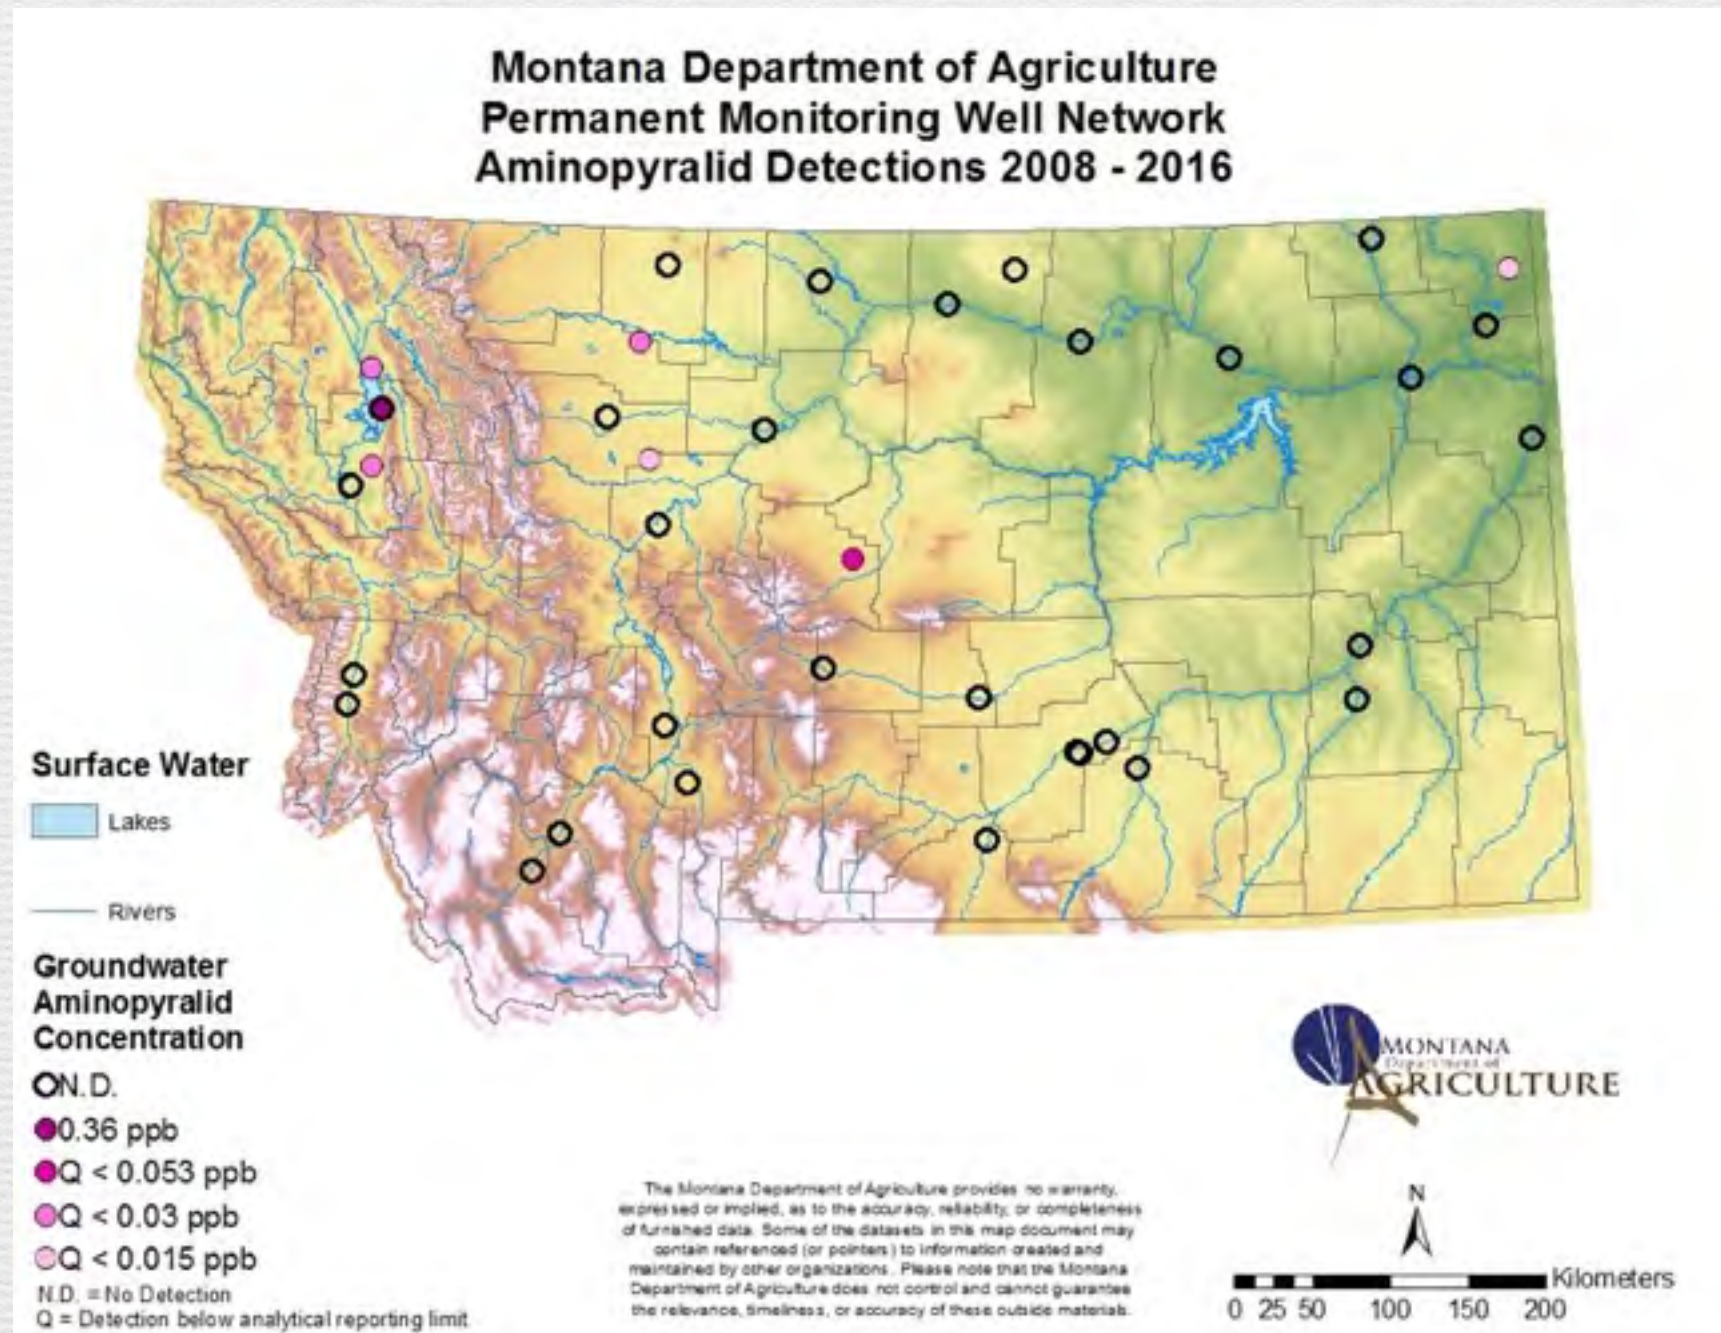 Montana Department of Agriculture
Permanent Monitoring Well Network
Aminopyralid Detections 2008 - 2016
Surface Water
Lakes
Rivers
Groundwater
Aminopyralid
Concentration
N.D.
0.36 ppb
Q < 0.053 ppb
Q < 0.03 ppb
Q < 0.015 ppb
N.D. = No Detection
Q = Detection below analytical reporting limit
The Montana Department of Agriculture provides no warranty,
expressed or implied, as to the accuracy, reliability, or completeness
of furnished data. Some of the datasets in this map document may
contain referenced (or pointers) to information created and
maintained by other organizations. Please note that the Montana
Department of Agriculture does not control and cannot guarantee
the relevance, timeliness, or accuracy of these outside materials.
MONTANA
Department of
AGRICULTURE
N
Kilometers
0 25 50 100 150 200